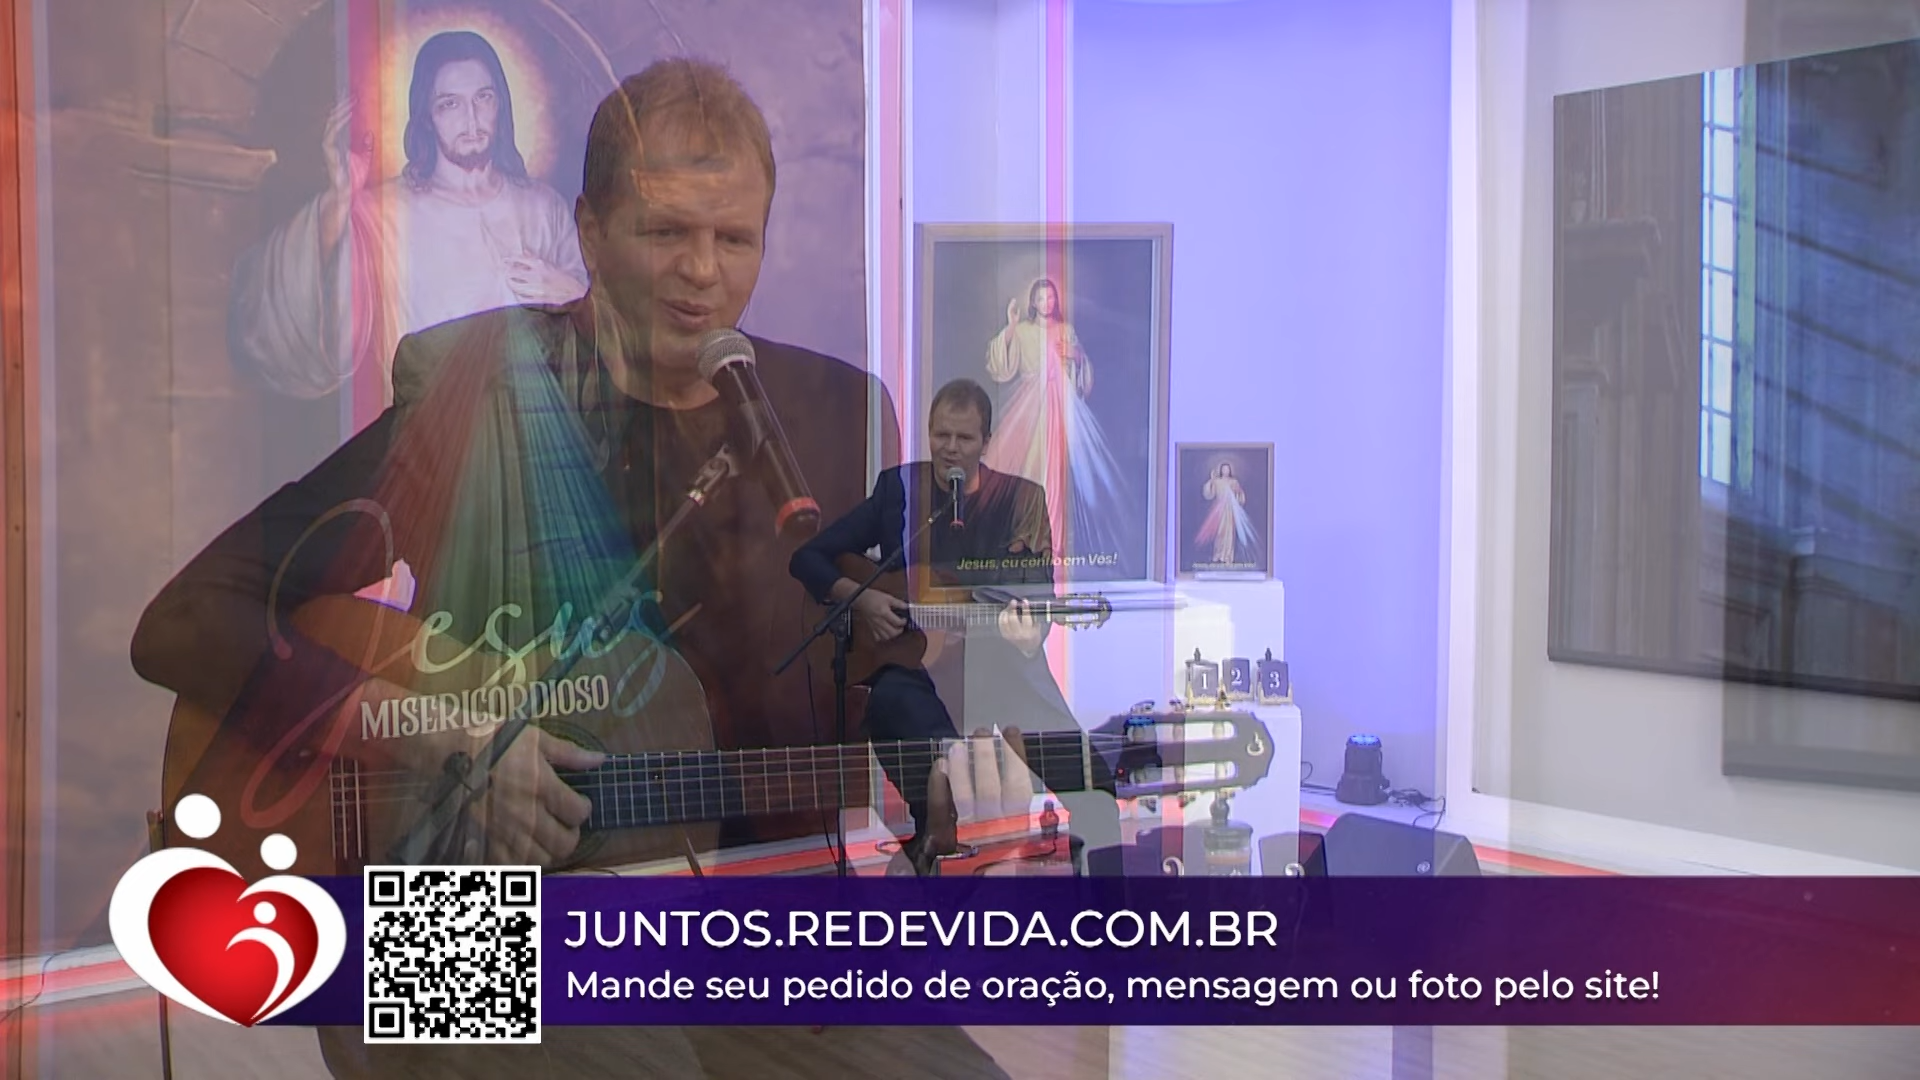 Jesus, eu confio em Vós!
Jesus
MISERICORDIOSO
1 2 3
JUNTOS.REDEVIDA.COM.BR
Mande seu pedido de oração, mensagem ou foto pelo site!